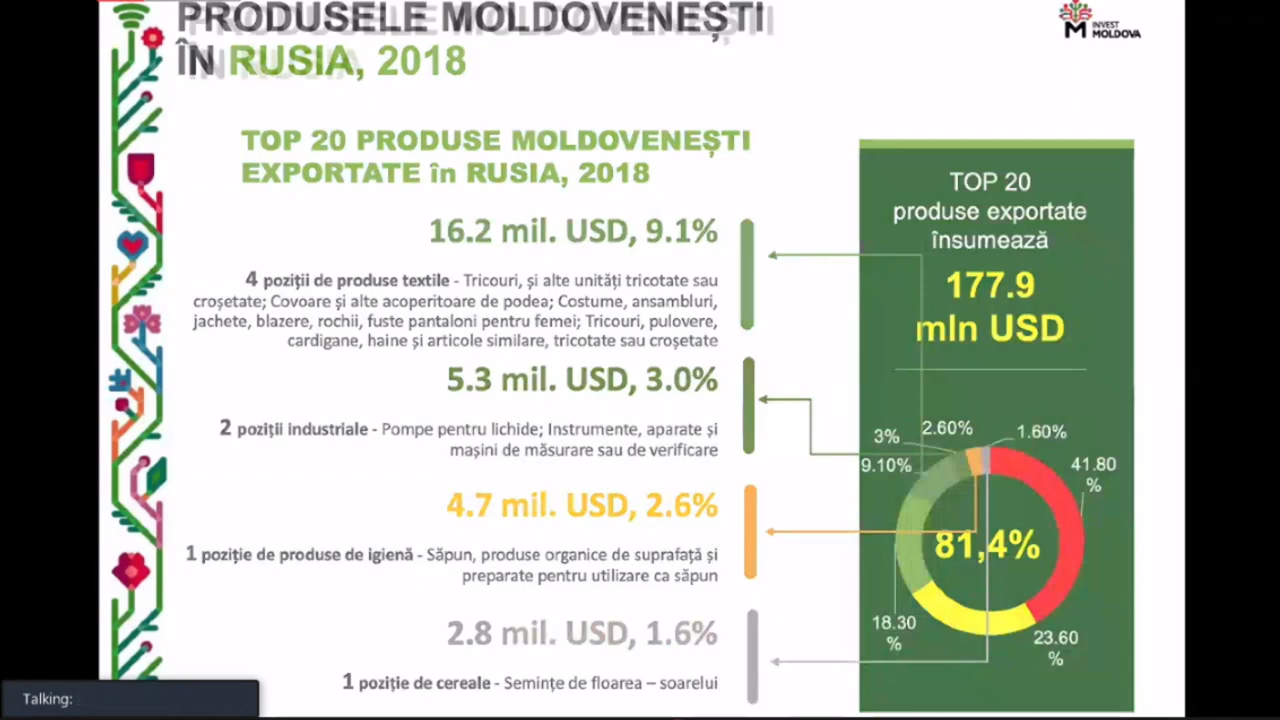 PRODUSELE MOLDOVENEȘTI
ÎN RUSIA, 2018
INVEST
MOLDOVA
TOP 20 PRODUSE MOLDOVENEȘTI
EXPORTATE în RUSIA, 2018
16.2 mil. USD, 9.1%
4 poziții de produse textile - Tricouri, și alte unități tricotate sau
croșetate; Covoare și alte acoperitoare de podea; Costume, ansambluri,
jachete, blazere, rochii, fuste pantaloni pentru femei; Tricouri, pulovere,
cardigane, haine și articole similare, tricotate sau croșetate
5.3 mil. USD, 3.0%
2 poziții industriale - Pompe pentru lichide; Instrumente, aparate și
mașini de măsurare sau de verificare
4.7 mil. USD, 2.6%
1 poziție de produse de igienă - Săpun, produse organice de suprafață și
preparate pentru utilizare ca săpun
2.8 mil. USD, 1.6%
1 poziție de cereale - Semințe de floarea – soarelui
TOP 20
produse exportate
însumează
177.9
mln USD
2.60%
1.60%
3%
9.10%
41.80
%
81,4%
18.30
%
23.60
%
Talking: